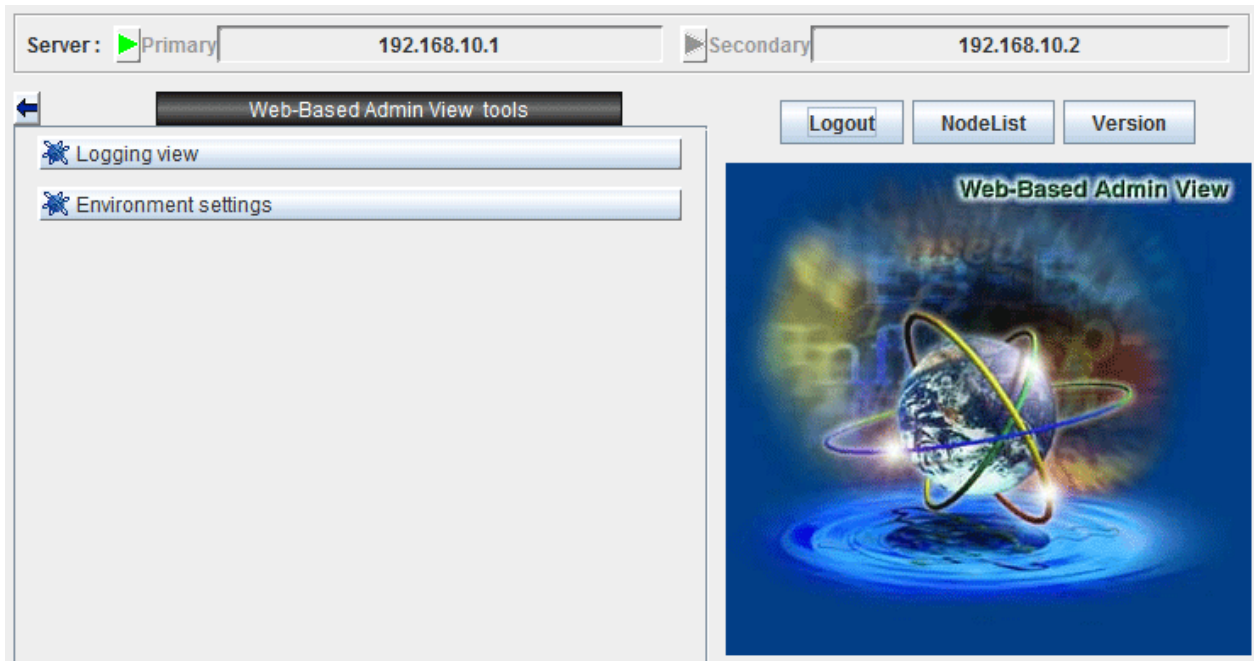 Server : Primary 192.168.10.1 Secondary 192.168.10.2
Web-Based Admin View tools
Logout NodeList Version
Logging view
Environment settings
Web-Based Admin View